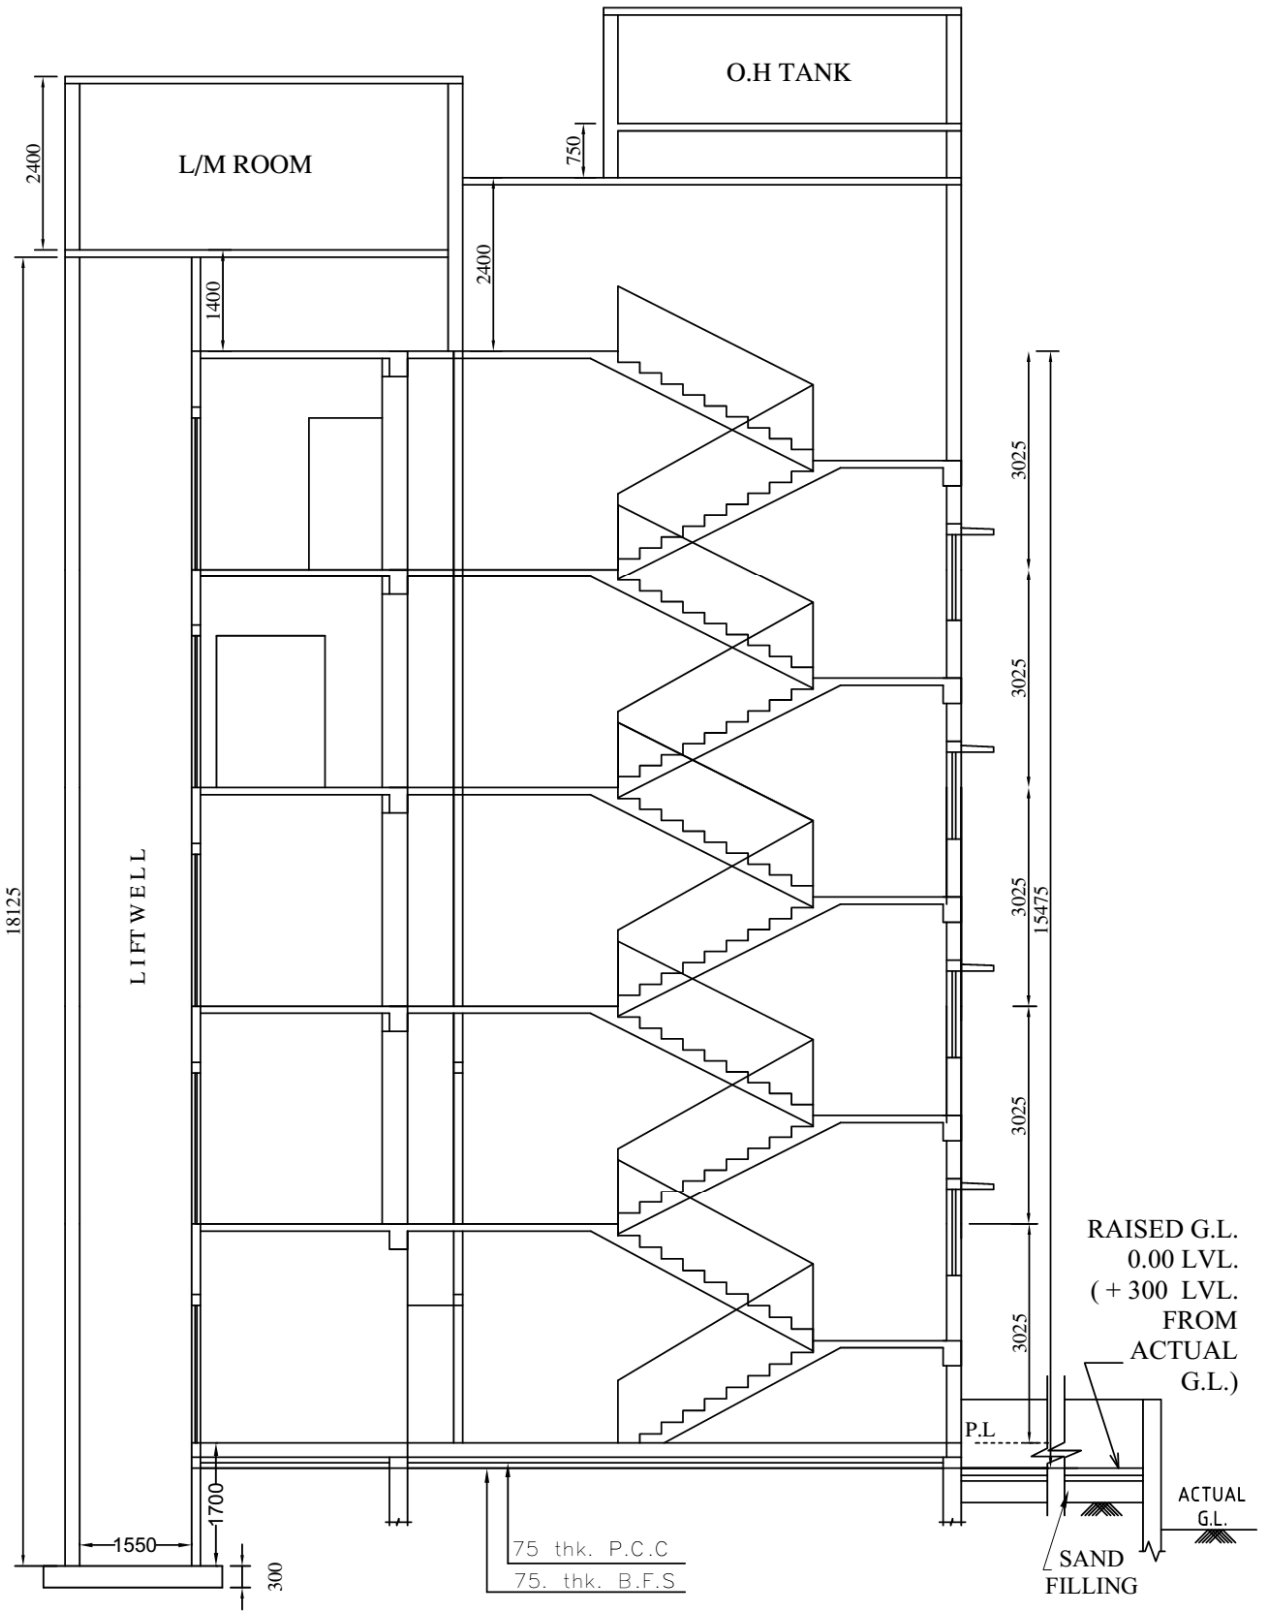 O.H TANK
750
L/M ROOM
2400
2400
1400
3025
3025
3025
15475
3025
3025
18125
LIFT WELL
RAISED G.L.
0.00 LVL.
( + 300 LVL.
FROM
ACTUAL
G.L.)
P.L
1700
1550
300
75 thk. P.C.C
75. thk. B.F.S
SAND
FILLING
ACTUAL
G.L.